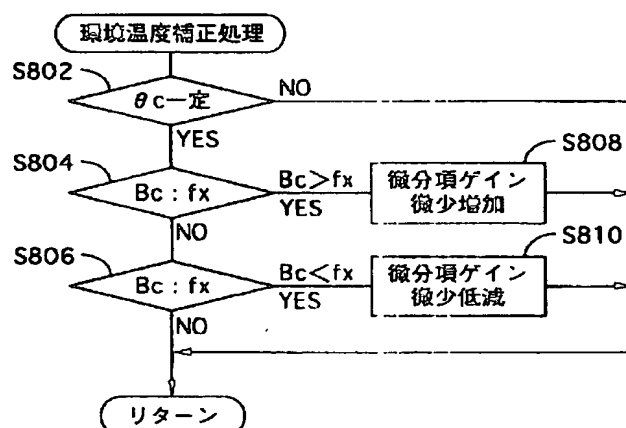 環境温度補正処理
S802
θc一定
NO
YES
S804
Bc：fx
Bc>fx
YES
S808
微分項ゲイン
微少増加
NO
S806
Bc：fx
Bc<fx
YES
S810
微分項ゲイン
微少低減
NO
リターン